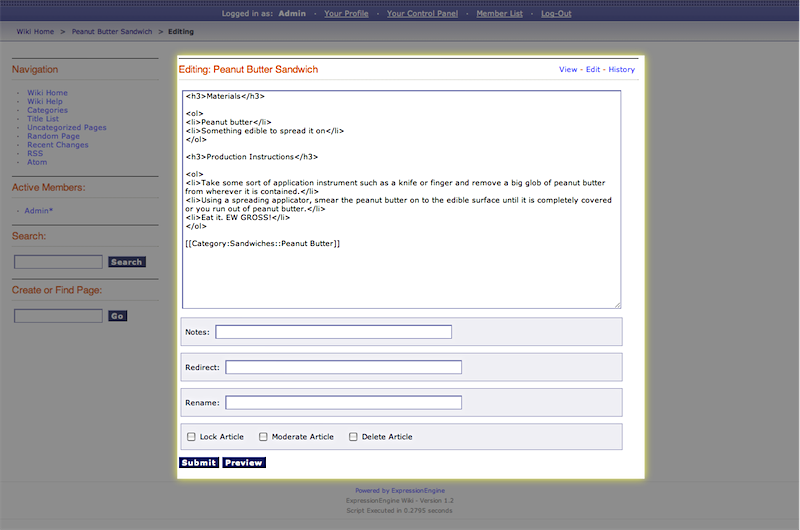 Logged in as: Admin · Your Profile · Your Control Panel · Member List · Log-Out
Wiki Home > Peanut Butter Sandwich > Editing
Navigation
· Wiki Home
· Wiki Help
· Categories
· Title List
· Uncategorized Pages
· Random Page
· Recent Changes
· RSS
· Atom
Active Members:
· Admin*
Search:
Search
Create or Find Page:
Go
Editing: Peanut Butter Sandwich
View - Edit - History
<h3>Materials</h3>
<ol>
<li>Peanut butter</li>
<li>Something edible to spread it on</li>
</ol>
<h3>Production Instructions</h3>
<ol>
<li>Take some sort of application instrument such as a knife or finger and remove a big glob of peanut butter
from wherever it is contained.</li>
<li>Using a spreading applicator, smear the peanut butter on to the edible surface until it is completely covered
or you run out of peanut butter.</li>
<li>Eat it. EW GROSS!</li>
</ol>
[[Category:Sandwiches::Peanut Butter]]
Notes:
Redirect:
Rename:
Lock Article Moderate Article Delete Article
Submit Preview
Powered by ExpressionEngine
ExpressionEngine Wiki - Version 1.2
Script Executed in 0.2795 seconds